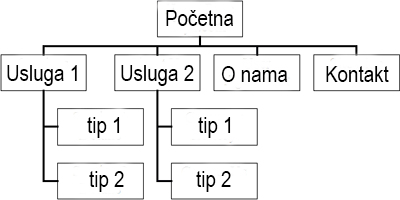 Početna
Usluga 1
Usluga 2
O nama
Kontakt
tip 1
tip 1
tip 2
tip 2